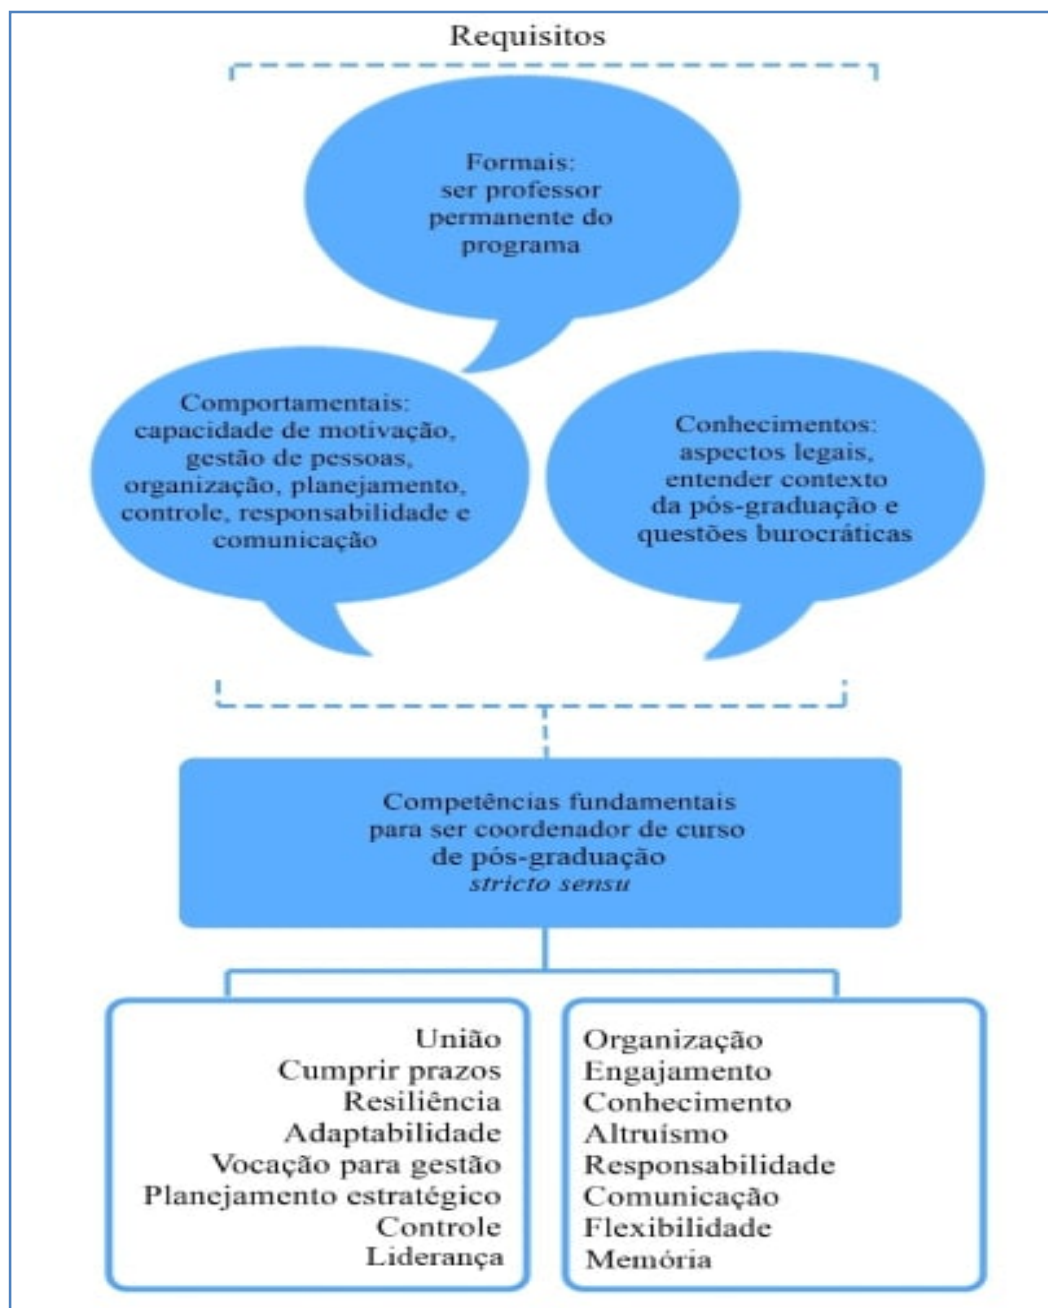 Requisitos
Formais:
ser professor
permanente do
programa
Comportamentais:
capacidade de motivação,
gestão de pessoas,
organização, planejamento,
controle, responsabilidade e
comunicação
Conhecimentos:
aspectos legais,
entender contexto
da pós-graduação e
questões burocráticas
Competências fundamentais
para ser coordenador de curso
de pós-graduação
stricto sensu
União
Cumprir prazos
Resiliência
Adaptabilidade
Vocação para gestão
Planejamento estratégico
Controle
Liderança
Organização
Engajamento
Conhecimento
Altruísmo
Responsabilidade
Comunicação
Flexibilidade
Memória